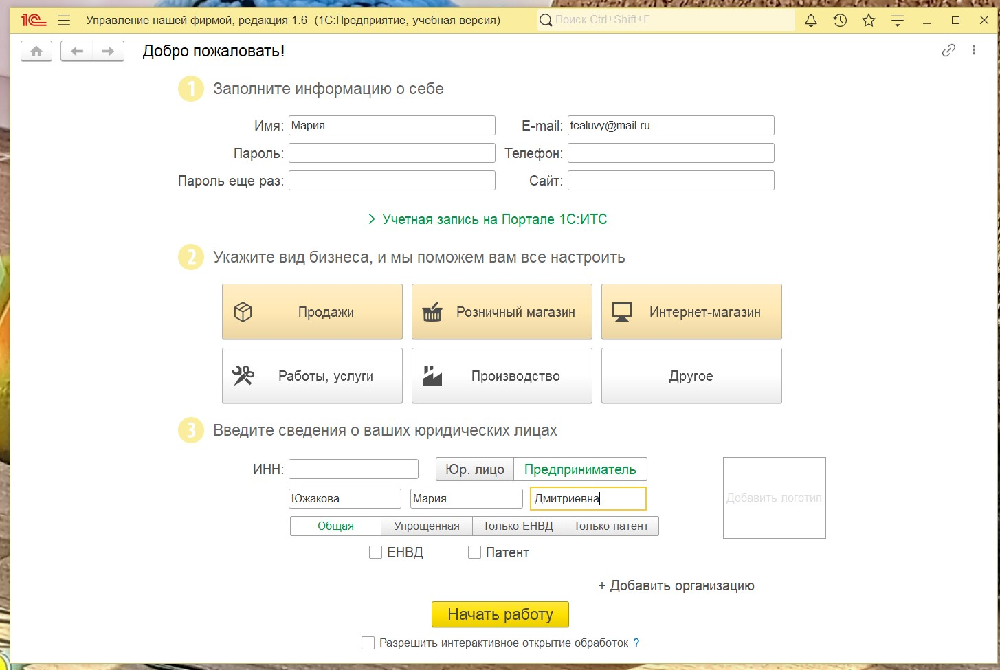 1С Управление нашей фирмой, редакция 1.6 (1С:Предприятие, учебная версия) Поиск Ctrl+Shift+F
Добро пожаловать!
1 Заполните информацию о себе
Имя: Мария E-mail: tealuvy@mail.ru
Пароль: Телефон:
Пароль еще раз: Сайт:
Учетная запись на Портале 1С:ИТС
2 Укажите вид бизнеса, и мы поможем вам все настроить
Продажи Розничный магазин Интернет-магазин
Работы, услуги Производство Другое
3 Введите сведения о ваших юридических лицах
ИНН: Юр. лицо Предприниматель
Южакова Мария Дмитриевна Добавить логотип
Общая Упрощенная Только ЕНВД Только патент
ЕНВД Патент
+ Добавить организацию
Начать работу
Разрешить интерактивное открытие обработок ?